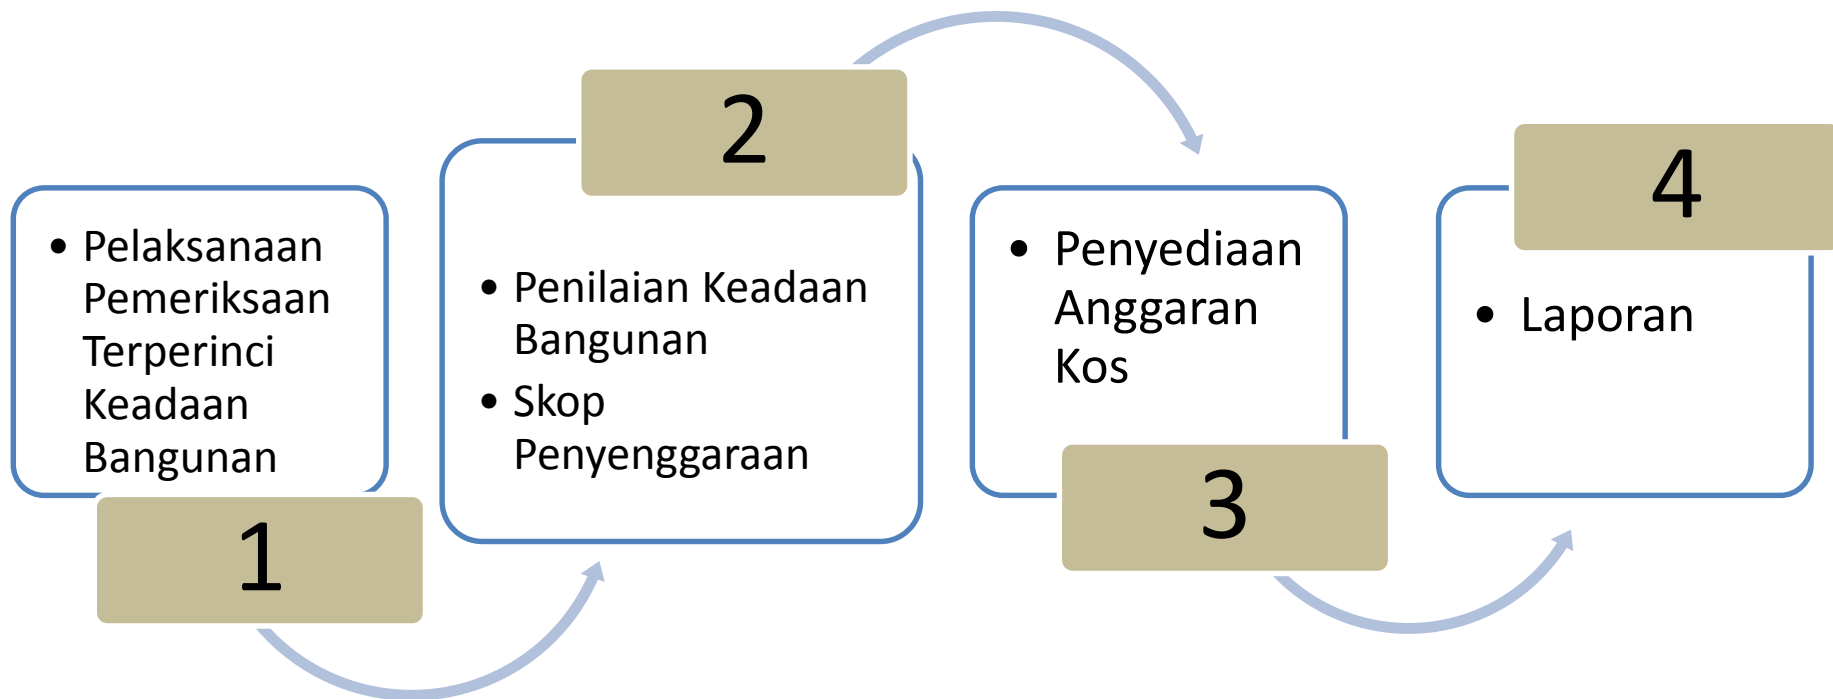 • Pelaksanaan
Pemeriksaan
Terperinci
Keadaan
Bangunan
1
2
• Penilaian Keadaan
Bangunan
• Skop
Penyenggaraan
• Penyediaan
Anggaran
Kos
3
4
• Laporan